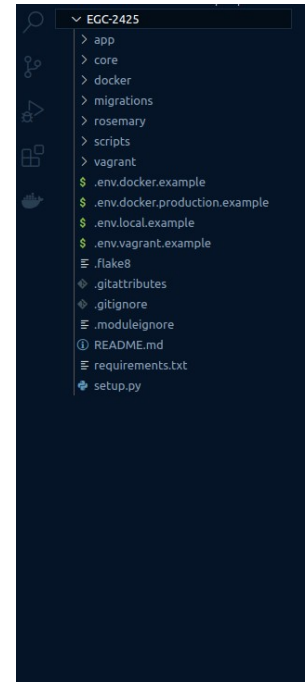 EGC-2425
app
core
docker
migrations
rosemary
scripts
vagrant
$ .env.docker.example
$ .env.docker.production.example
$ .env.local.example
$ .env.vagrant.example
.flake8
.gitattributes
.gitignore
.moduleignore
README.md
requirements.txt
setup.py